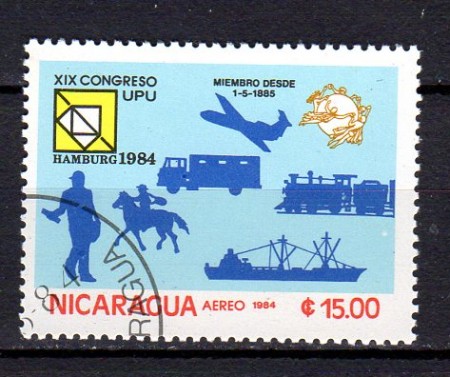 XIX CONGRESO
UPU
MIEMBRO DESDE
1-5-1885
HAMBURG 1984
NICARAGUA AEREO 1984 ₡15.00